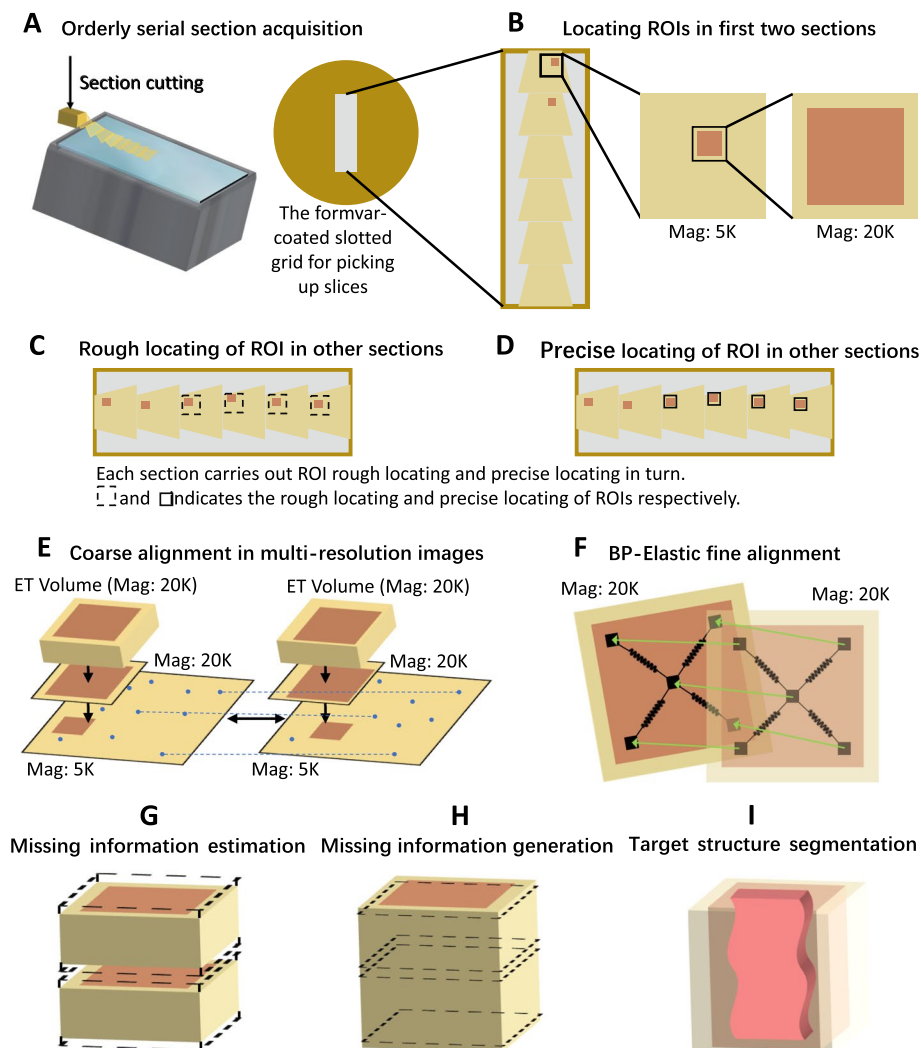 A Orderly serial section acquisition
Section cutting
The formvar-
coated slotted
grid for picking
up slices
B Locating ROIs in first two sections
Mag: 5K
Mag: 20K
C Rough locating of ROI in other sections
D Precise locating of ROI in other sections
Each section carries out ROI rough locating and precise locating in turn.
and indicates the rough locating and precise locating of ROIs respectively.
E Coarse alignment in multi-resolution images
ET Volume (Mag: 20K)
ET Volume (Mag: 20K)
Mag: 20K
Mag: 20K
Mag: 5K
Mag: 5K
F BP-Elastic fine alignment
Mag: 20K
Mag: 20K
G
Missing information estimation
H
Missing information generation
I
Target structure segmentation